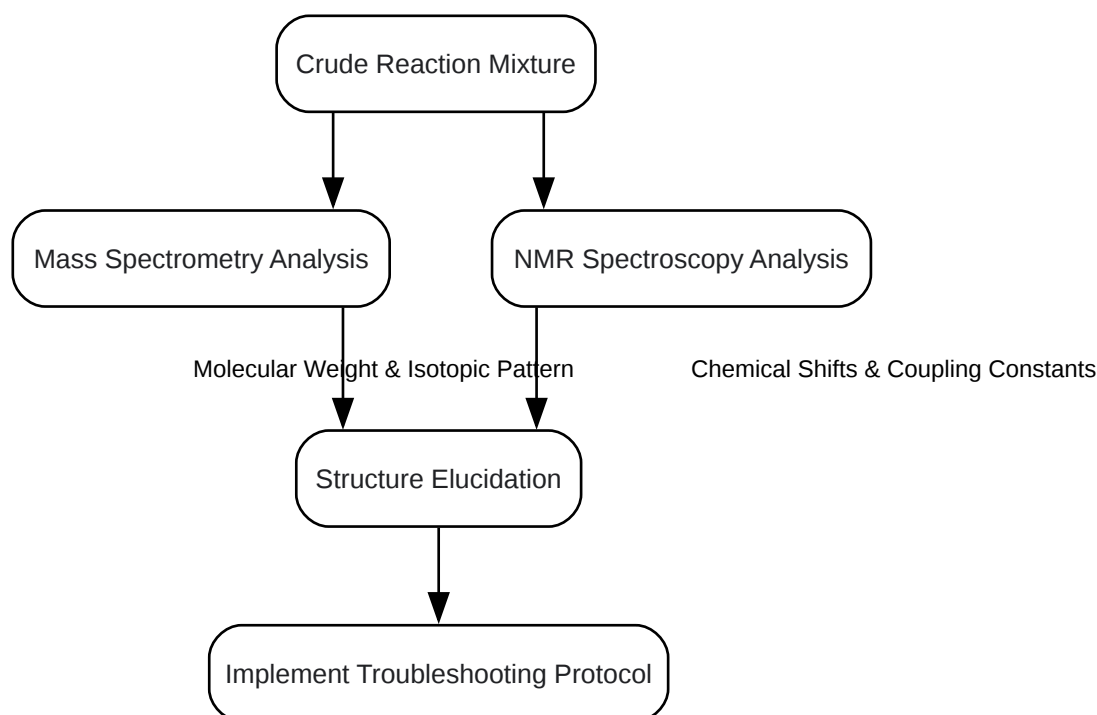 Crude Reaction Mixture
Mass Spectrometry Analysis
NMR Spectroscopy Analysis
Molecular Weight & Isotopic Pattern
Chemical Shifts & Coupling Constants
Structure Elucidation
Implement Troubleshooting Protocol